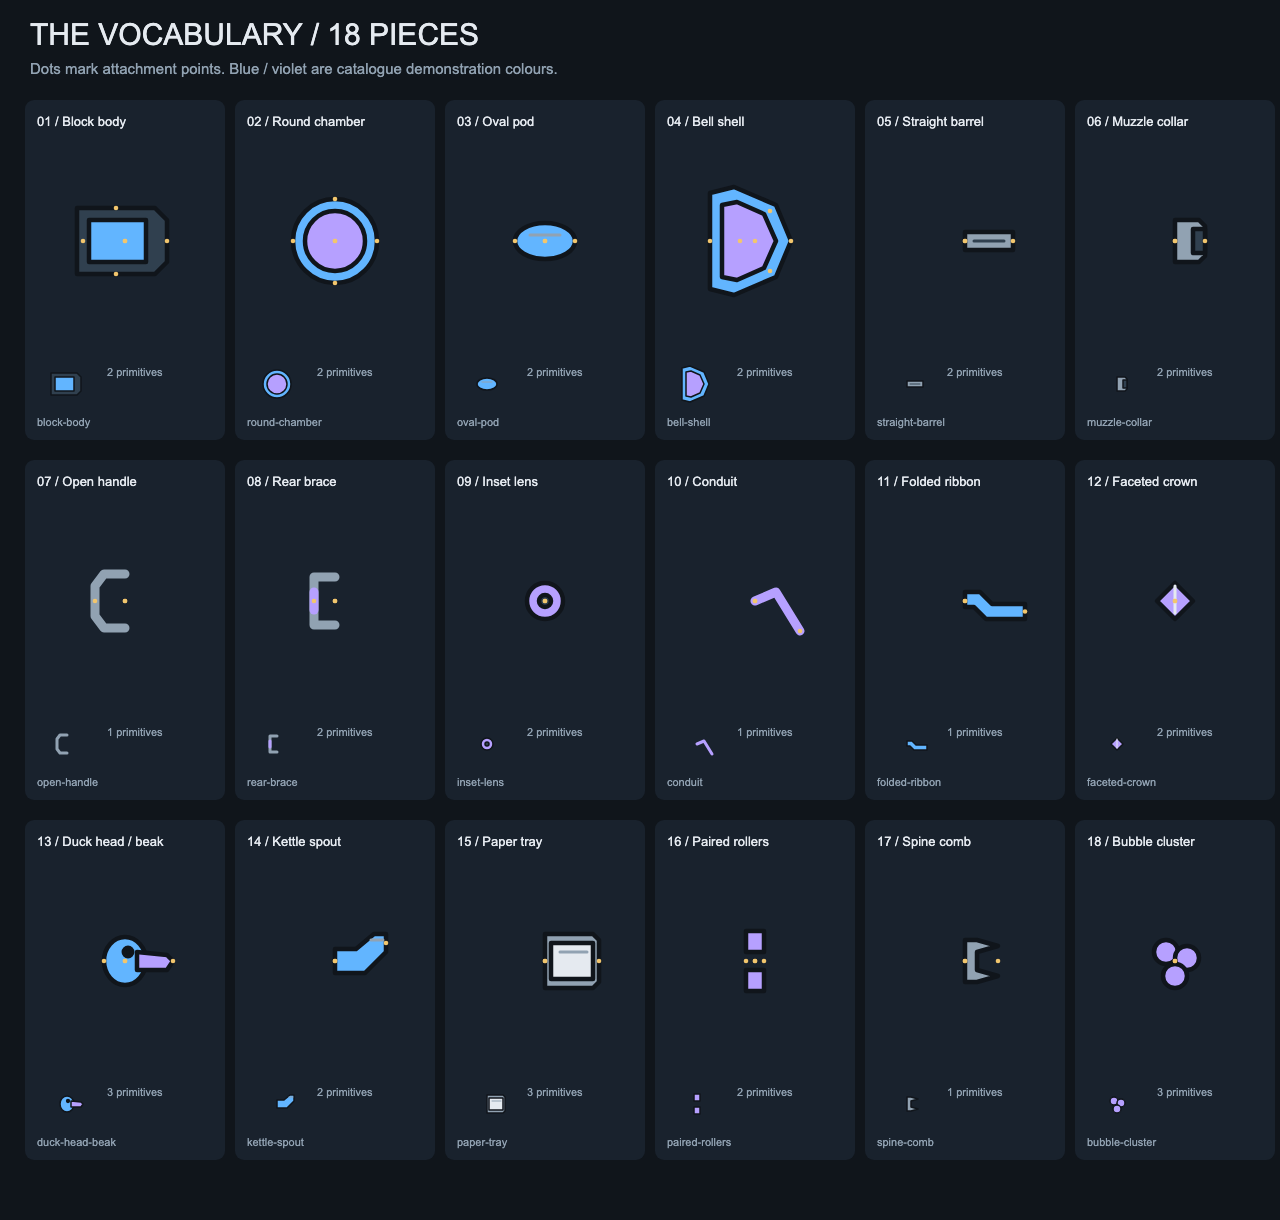 THE VOCABULARY / 18 PIECES
Dots mark attachment points. Blue / violet are catalogue demonstration colours.
01 / Block body
2 primitives
block-body
02 / Round chamber
2 primitives
round-chamber
03 / Oval pod
2 primitives
oval-pod
04 / Bell shell
2 primitives
bell-shell
05 / Straight barrel
2 primitives
straight-barrel
06 / Muzzle collar
2 primitives
muzzle-collar
07 / Open handle
1 primitives
open-handle
08 / Rear brace
2 primitives
rear-brace
09 / Inset lens
2 primitives
inset-lens
10 / Conduit
1 primitives
conduit
11 / Folded ribbon
1 primitives
folded-ribbon
12 / Faceted crown
2 primitives
faceted-crown
13 / Duck head / beak
3 primitives
duck-head-beak
14 / Kettle spout
2 primitives
kettle-spout
15 / Paper tray
3 primitives
paper-tray
16 / Paired rollers
2 primitives
paired-rollers
17 / Spine comb
1 primitives
spine-comb
18 / Bubble cluster
3 primitives
bubble-cluster